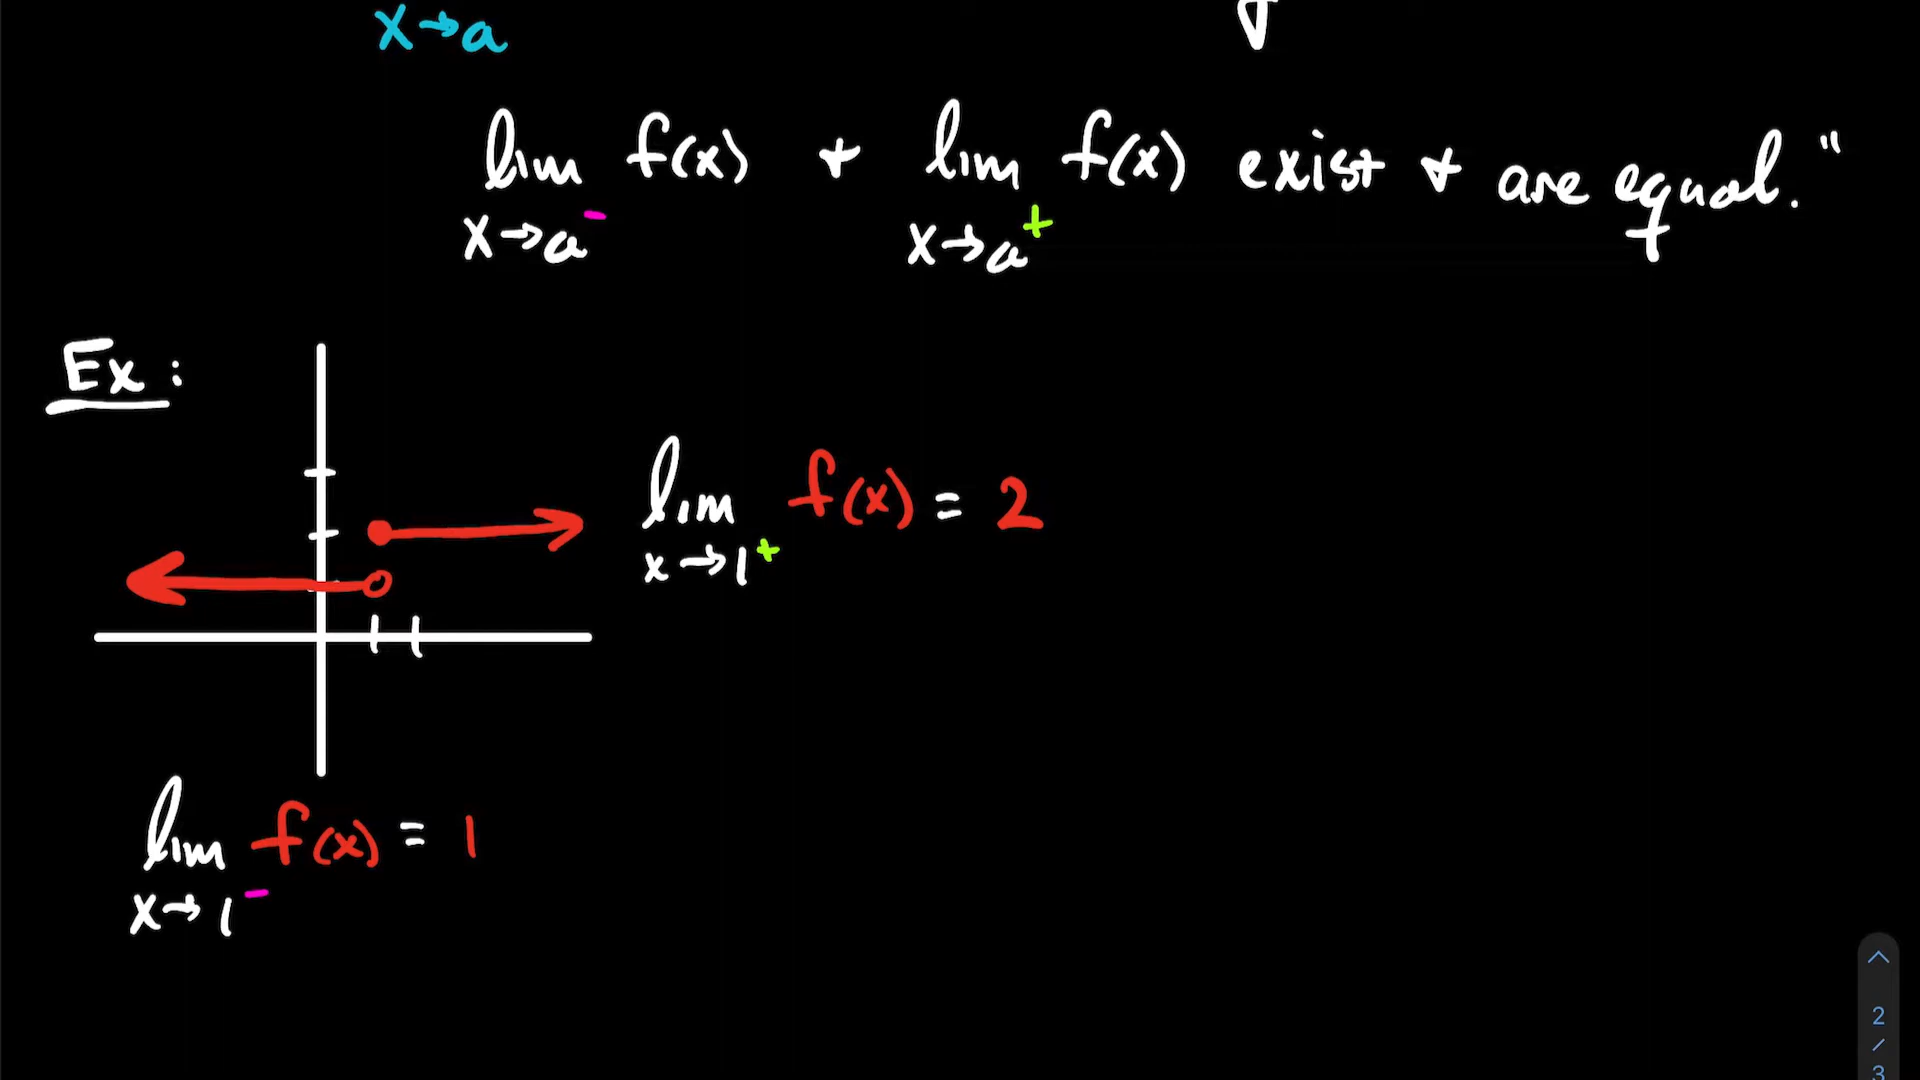 x→a
lim f(x) + lim f(x) exist + are equal."
x→a⁻ x→a⁺
Ex:
lim f(x) = 2
x→1⁺
lim f(x) = 1
x→1⁻
2
/
3